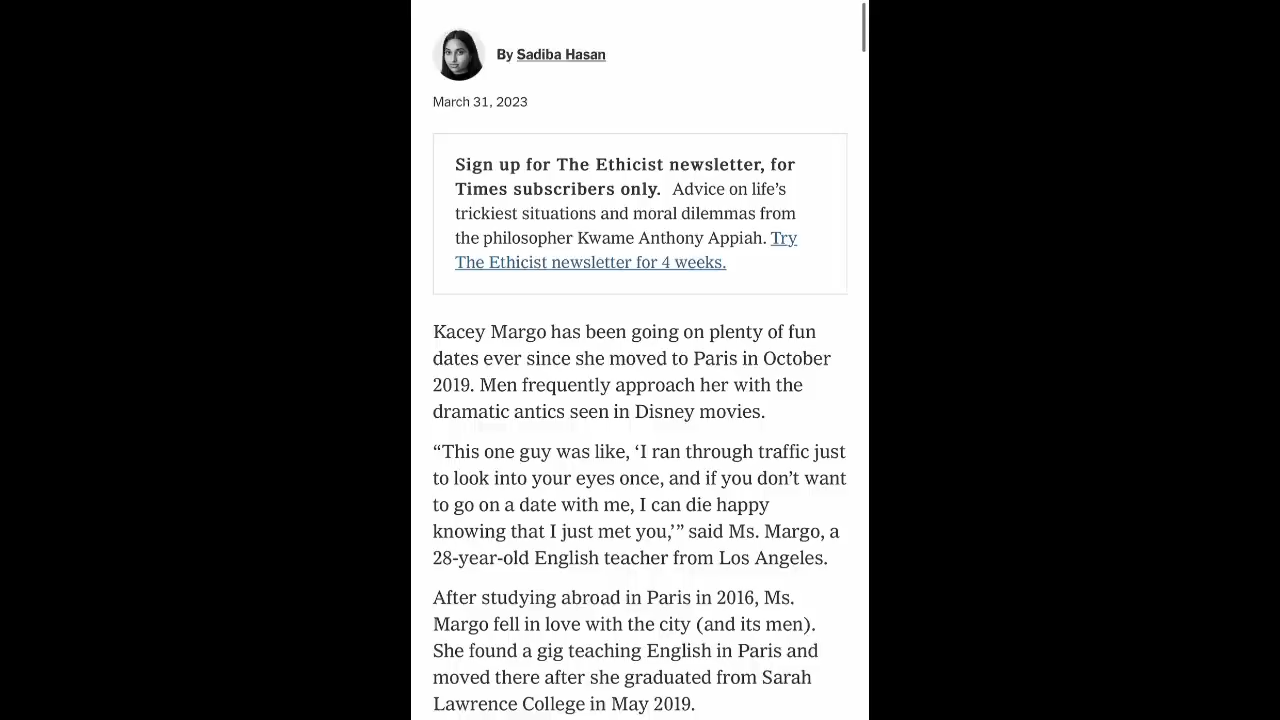 By Sadiba Hasan
March 31, 2023
Sign up for The Ethicist newsletter, for
Times subscribers only. Advice on life’s
trickiest situations and moral dilemmas from
the philosopher Kwame Anthony Appiah. Try
The Ethicist newsletter for 4 weeks.
Kacey Margo has been going on plenty of fun
dates ever since she moved to Paris in October
2019. Men frequently approach her with the
dramatic antics seen in Disney movies.
“This one guy was like, ‘I ran through traffic just
to look into your eyes once, and if you don’t want
to go on a date with me, I can die happy
knowing that I just met you,’” said Ms. Margo, a
28-year-old English teacher from Los Angeles.
After studying abroad in Paris in 2016, Ms.
Margo fell in love with the city (and its men).
She found a gig teaching English in Paris and
moved there after she graduated from Sarah
Lawrence College in May 2019.